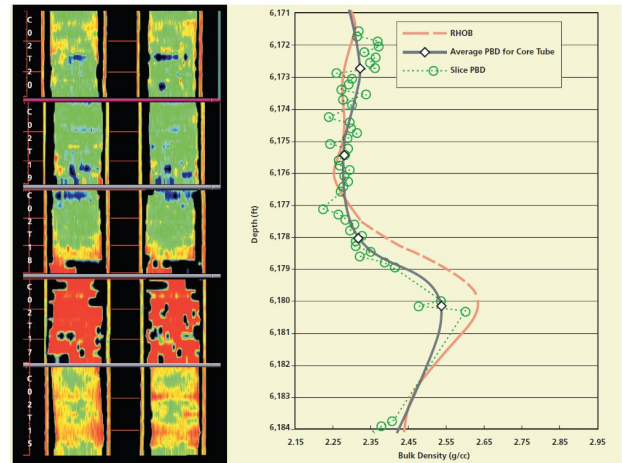 C
0
2
T
2
0
C
0
2
T
1
9
C
0
2
T
1
8
C
0
2
T
1
7
C
0
2
T
1
5
6,171
6,172
6,173
6,174
6,175
6,176
6,177
6,178
6,179
6,180
6,181
6,182
6,183
6,184
Depth (ft)
RHOB
Average PBD for Core Tube
Slice PBD
2.15 2.25 2.35 2.45 2.55 2.65 2.75 2.85 2.95
Bulk Density (g/cc)